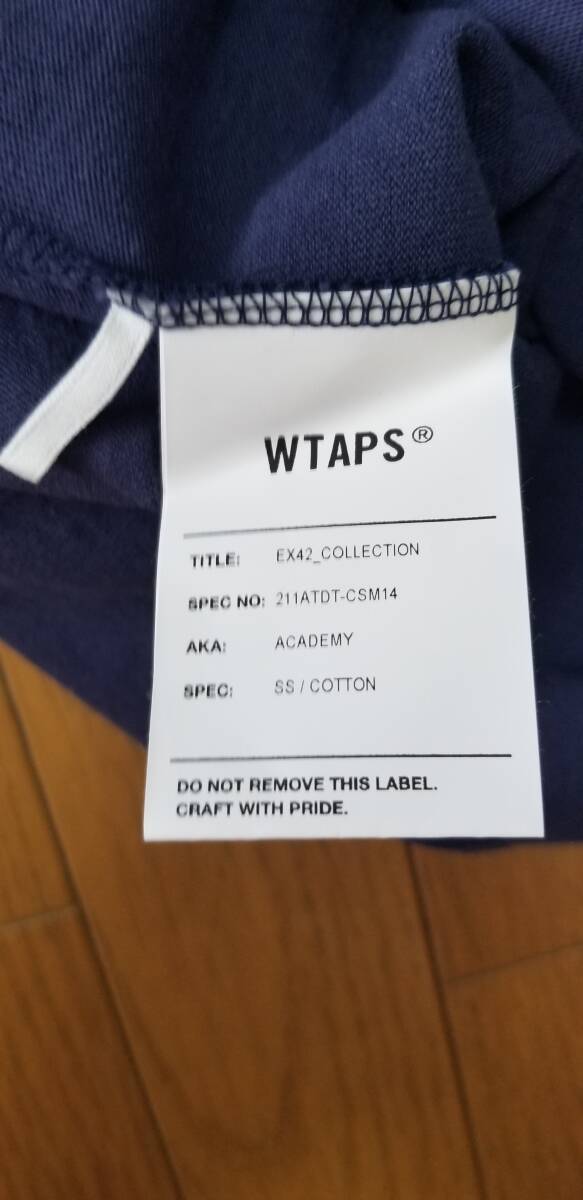 WTAPS®
TITLE: EX42_COLLECTION
SPEC NO: 211ATDT-CSM14
AKA: ACADEMY
SPEC: SS / COTTON
DO NOT REMOVE THIS LABEL.
CRAFT WITH PRIDE.